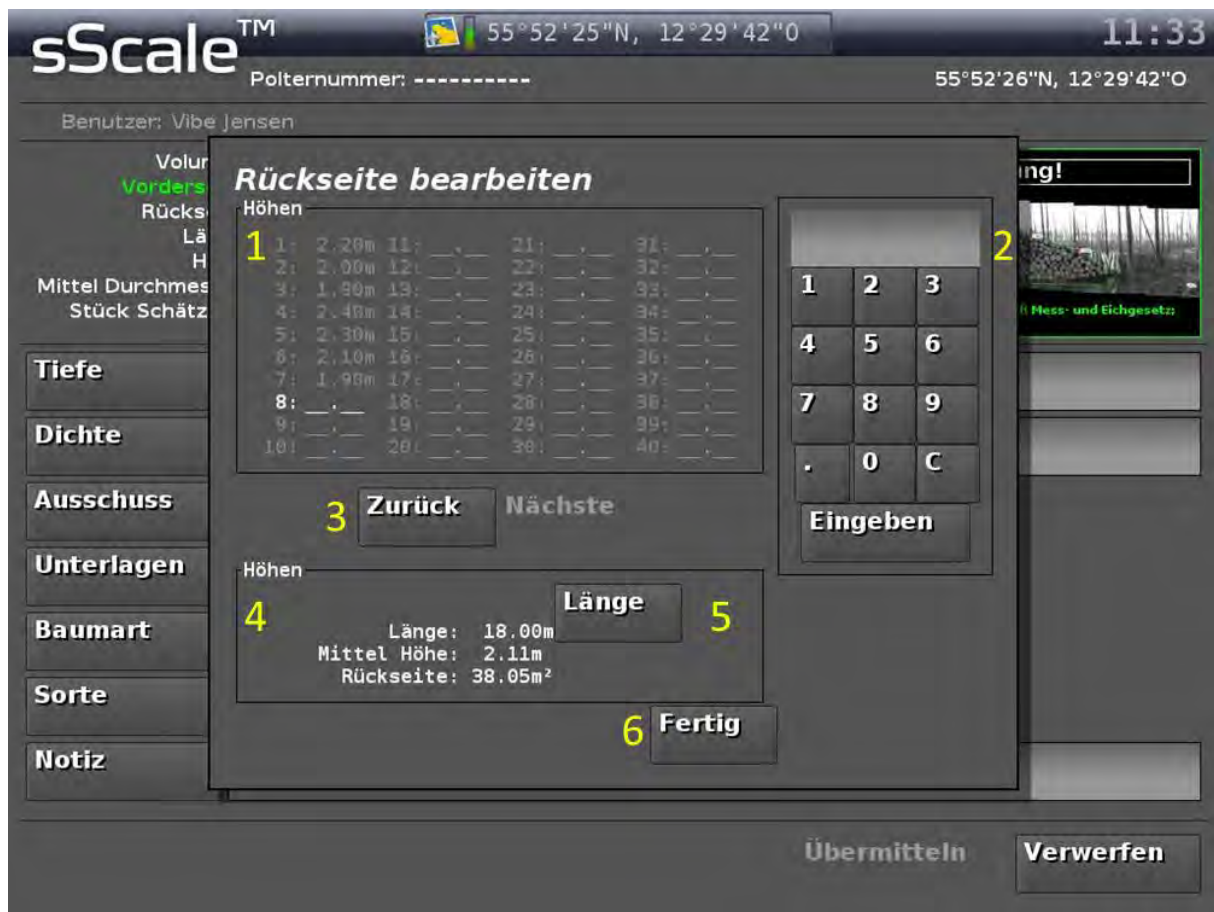 sScale™
55°52'25"N, 12°29'42"O
11:33
Polternummer: ----------
55°52'26"N, 12°29'42"O
Benutzer: Vibe Jensen
Volum
Vorders
Rücks
Lä
H
Mittel Durchmes
Stück Schätz
ng!
Mess- und Eichgesetz;
Tiefe
Dichte
Ausschuss
Unterlagen
Baumart
Sorte
Notiz
Rückseite bearbeiten
Höhen
1
1: 2.20m 11: __.__ 21: __.__ 31: __.__
2: 2.00m 12: __.__ 22: __.__ 32: __.__
3: 1.90m 13: __.__ 23: __.__ 33: __.__
4: 2.40m 14: __.__ 24: __.__ 34: __.__
5: 2.30m 15: __.__ 25: __.__ 35: __.__
6: 2.10m 16: __.__ 26: __.__ 36: __.__
7: 1.90m 17: __.__ 27: __.__ 37: __.__
8: __.__ 18: __.__ 28: __.__ 38: __.__
9: __.__ 19: __.__ 29: __.__ 39: __.__
10: __.__ 20: __.__ 30: __.__ 40: __.__
2
1 2 3
4 5 6
7 8 9
. 0 C
Eingeben
3
Zurück Nächste
Höhen
4
Länge 5
Länge: 18.00m
Mittel Höhe: 2.11m
Rückseite: 38.05m²
6 Fertig
Übermitteln Verwerfen